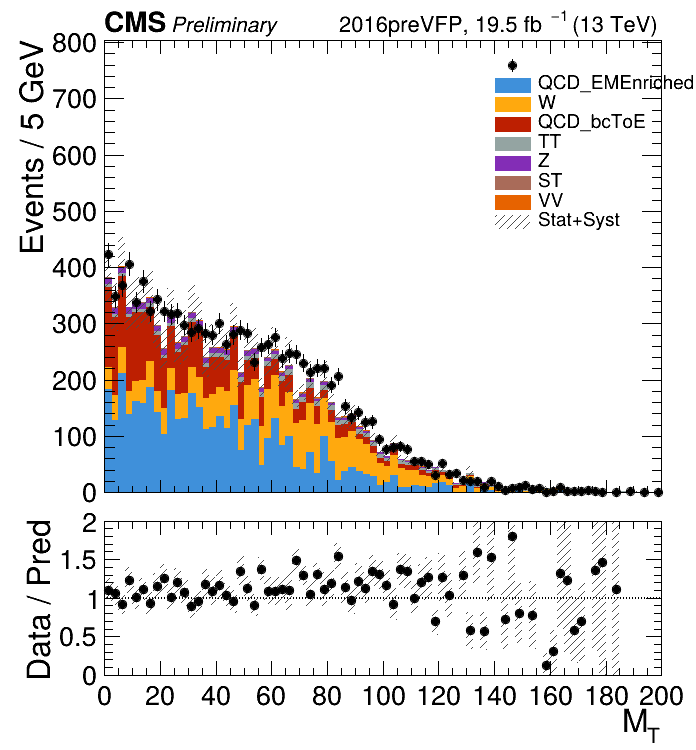 CMS Preliminary 2016preVFP, 19.5 fb⁻¹ (13 TeV)
Events / 5 GeV
800
700
600
500
400
300
200
100
0
QCD_EMEnriched
W
QCD_bcToE
TT
Z
ST
VV
Stat+Syst
Data / Pred
2
1.5
1
0.5
0
0 20 40 60 80 100 120 140 160 180 200
M_T